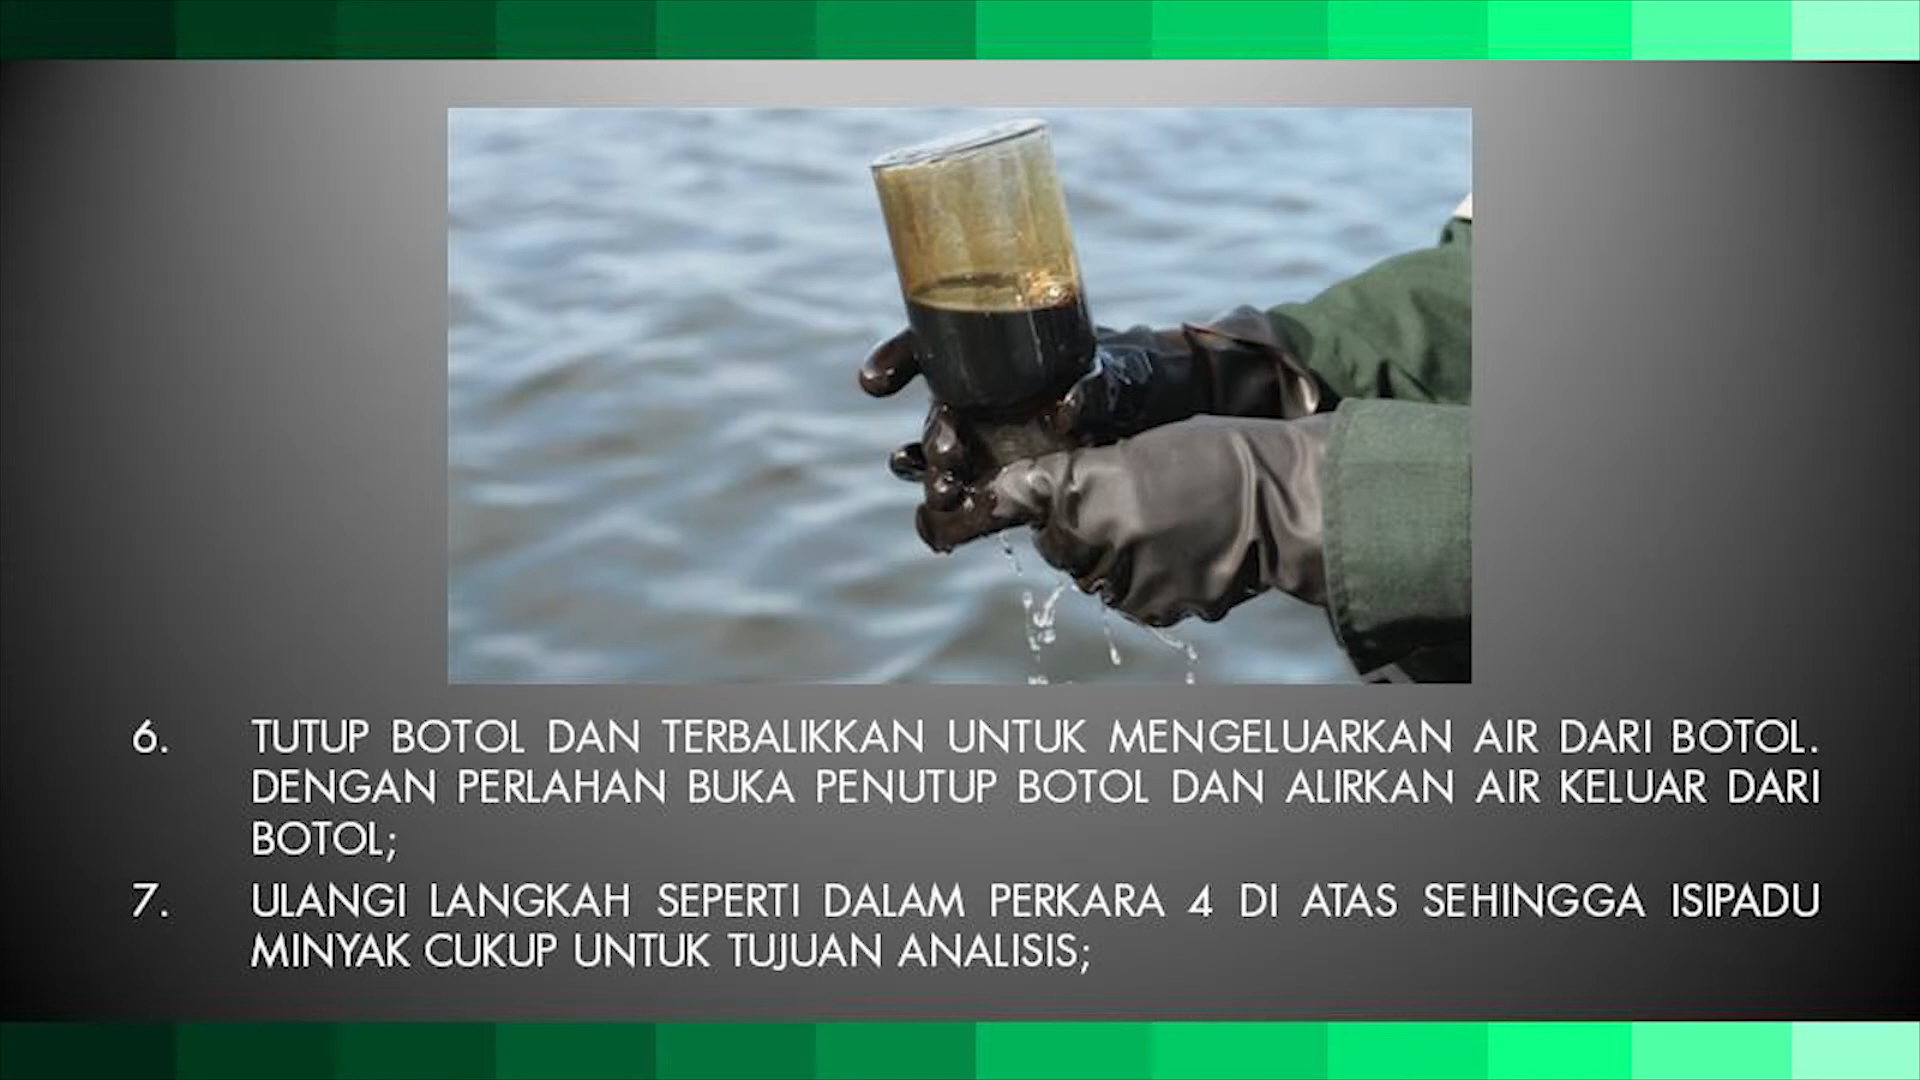 6. TUTUP BOTOL DAN TERBALIKKAN UNTUK MENGELUARKAN AIR DARI BOTOL.
DENGAN PERLAHAN BUKA PENUTUP BOTOL DAN ALIRKAN AIR KELUAR DARI
BOTOL;
7. ULANGI LANGKAH SEPERTI DALAM PERKARA 4 DI ATAS SEHINGGA ISIPADU
MINYAK CUKUP UNTUK TUJUAN ANALISIS;